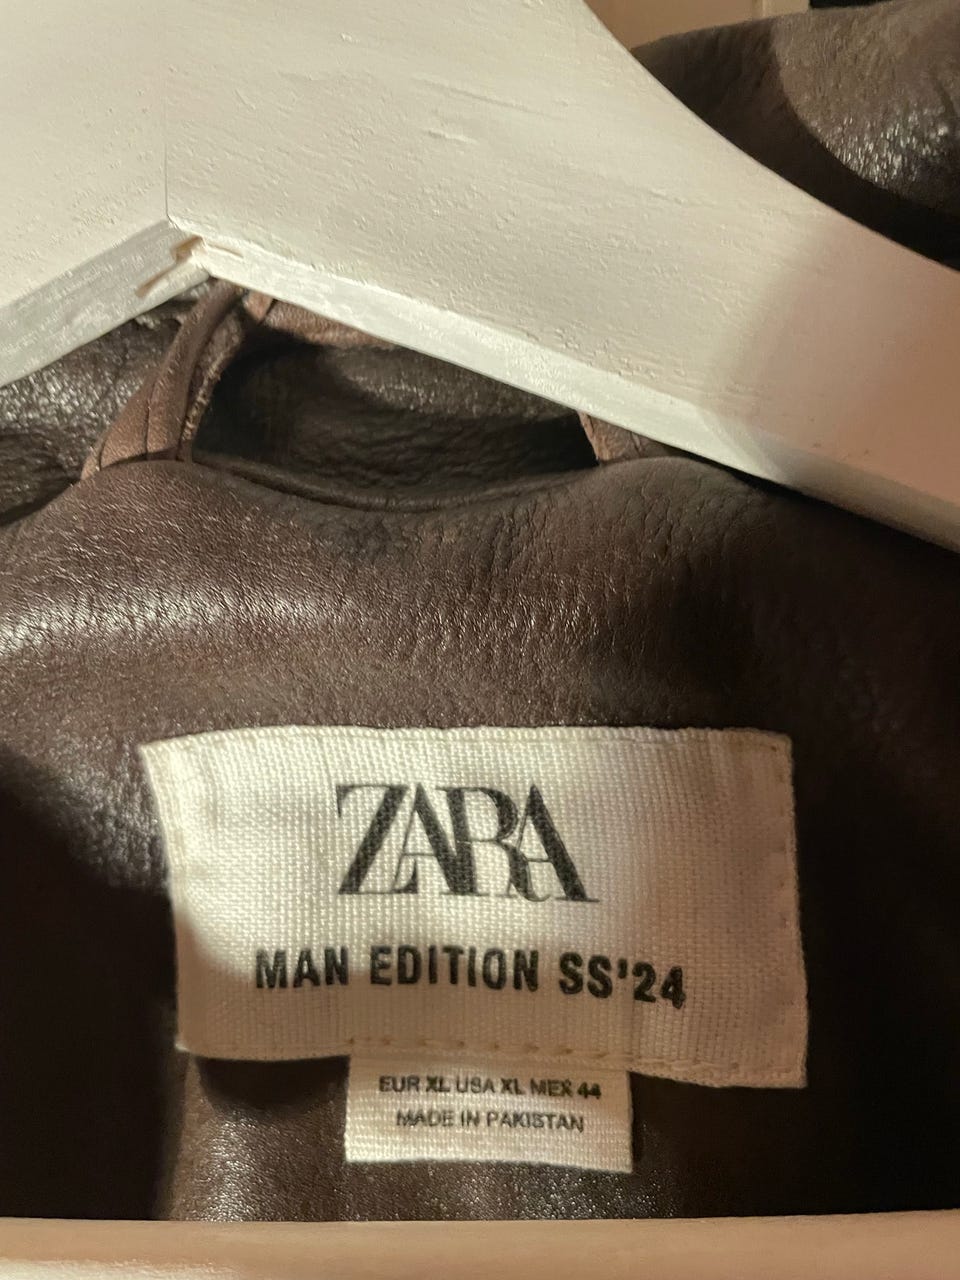 ZARA
MAN EDITION SS'24
EUR XL USA XL MEX 44
MADE IN PAKISTAN